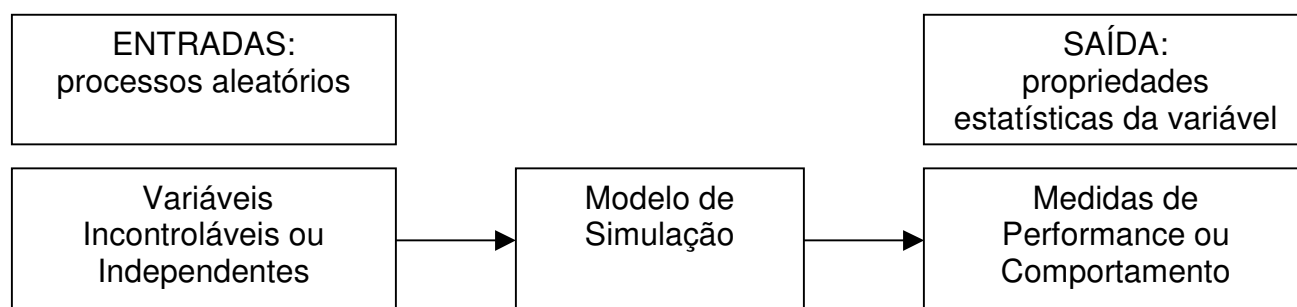 ENTRADAS:
processos aleatórios
SAÍDA:
propriedades
estatísticas da variável
Variáveis
Incontroláveis ou
Independentes
Modelo de
Simulação
Medidas de
Performance ou
Comportamento